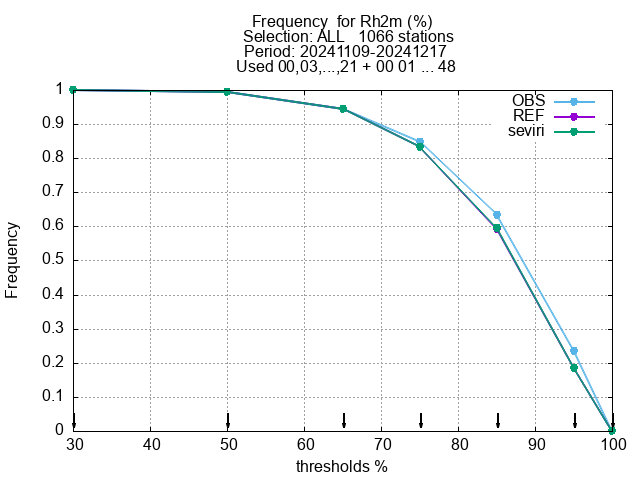 Frequency  for Rh2m (%)
Selection: ALL   1066 stations
Period: 20241109-20241217
Used 00,03,...,21 + 00 01 ... 48
OBS
REF
seviri
1
0.9
0.8
0.7
0.6
0.5
0.4
0.3
0.2
0.1
0
Frequency
30 40 50 60 70 80 90 100
thresholds %